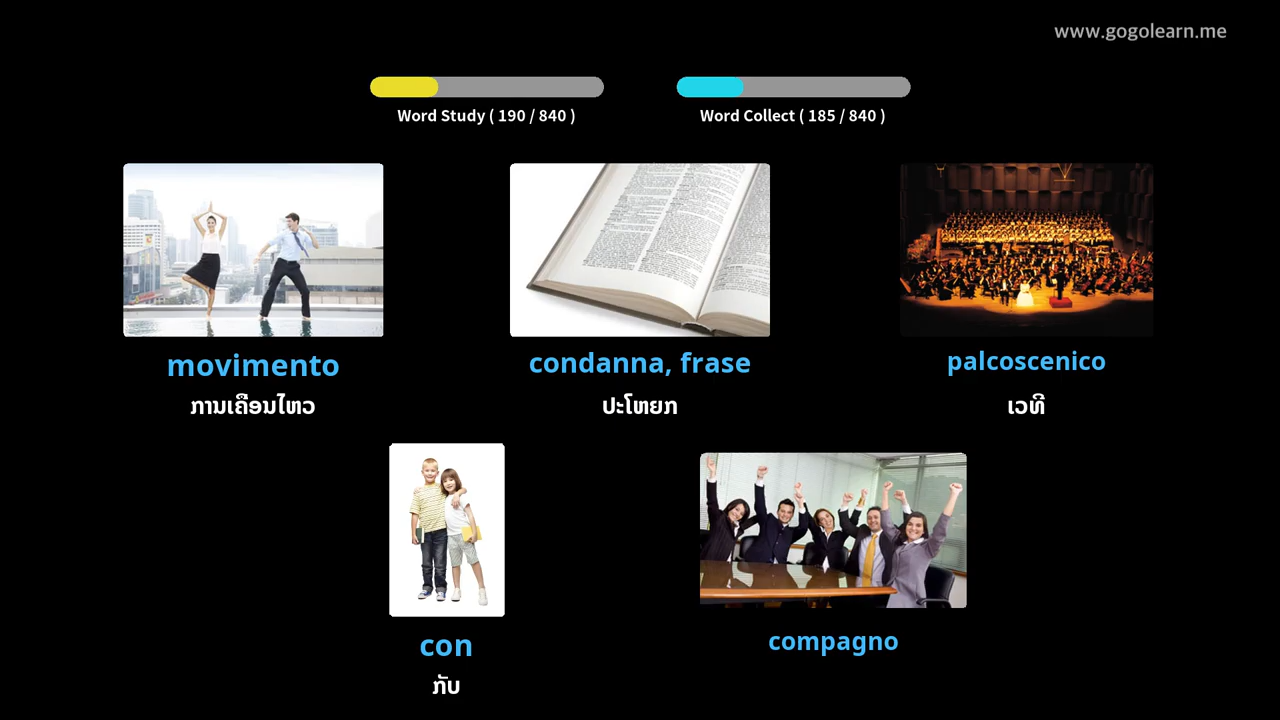 www.gogolearn.me
Word Study ( 190 / 840 )
Word Collect ( 185 / 840 )
movimento
ການເຄືອນໄຫວ
condanna, frase
ປະໂຫຍກ
palcoscenico
ເວທີ
con
ກັບ
compagno